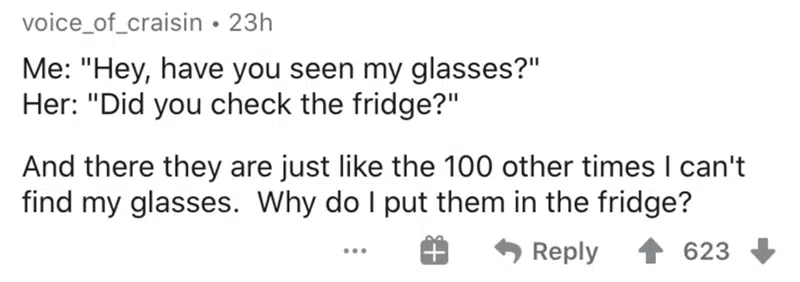 voice_of_craisin • 23h
Me: "Hey, have you seen my glasses?"
Her: "Did you check the fridge?"
And there they are just like the 100 other times I can't
find my glasses.  Why do I put them in the fridge?
... Reply 623